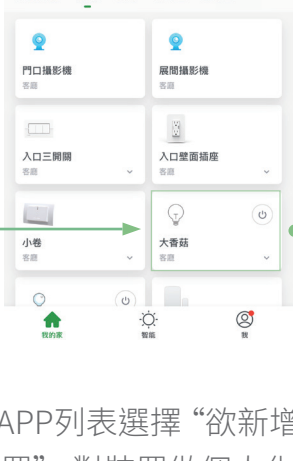 門口攝影機
客廳
展間攝影機
客廳
入口三開關
客廳
入口壁面插座
客廳
小卷
客廳
大香菇
客廳
我的家
智能
我
APP列表選擇 “欲新增